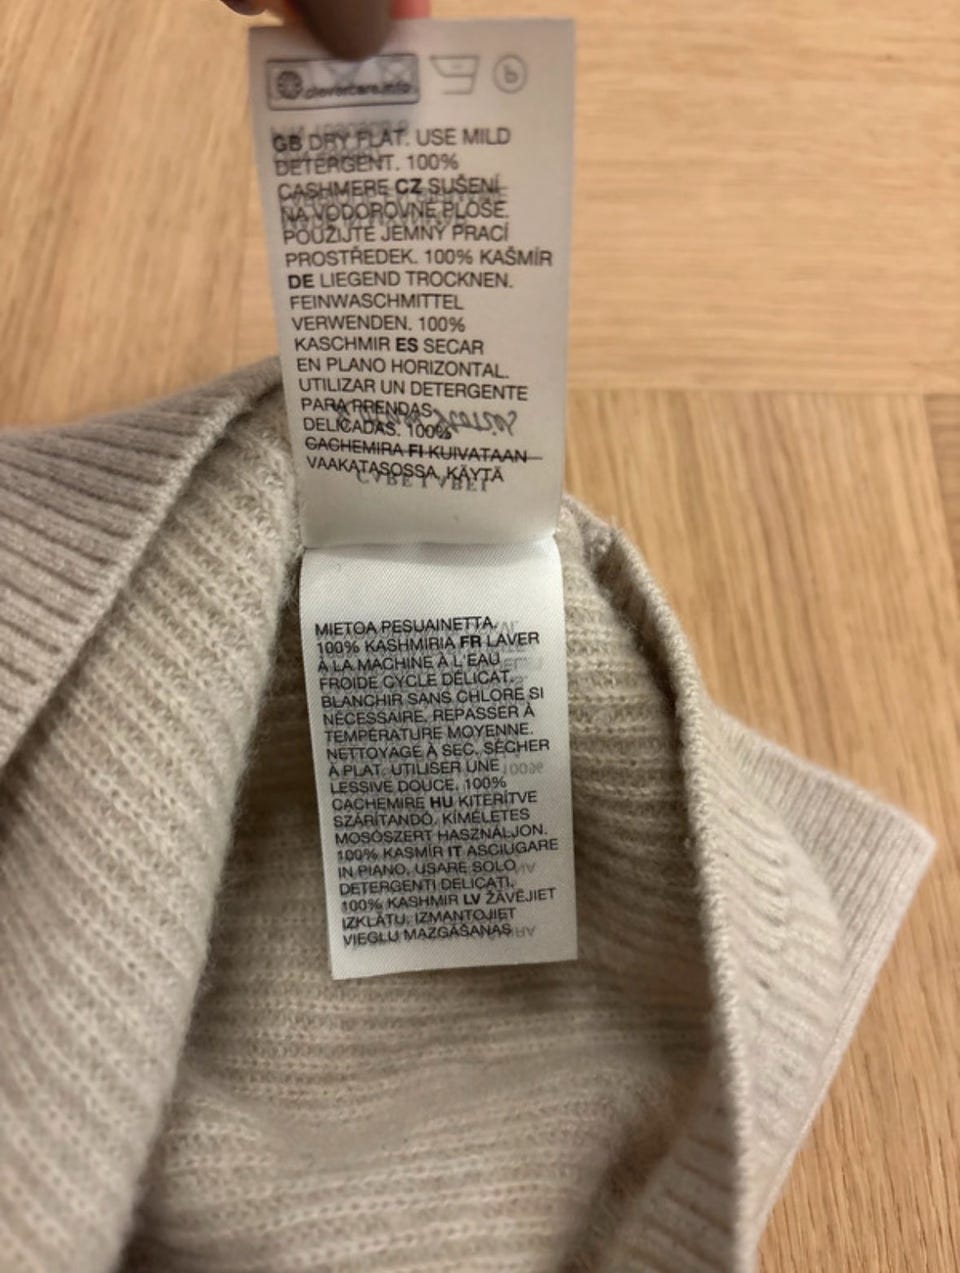 clevercare.info
GB DRY FLAT. USE MILD
DETERGENT. 100%
CASHMERE CZ SUŠENÍ
NA VODOROVNÉ PLOŠE.
POUŽIJTE JEMNÝ PRACÍ
PROSTŘEDEK. 100% KAŠMÍR
DE LIEGEND TROCKNEN.
FEINWASCHMITTEL
VERWENDEN. 100%
KASCHMIR ES SECAR
EN PLANO HORIZONTAL.
UTILIZAR UN DETERGENTE
PARA PRENDAS
DELICADAS. 100%
CACHEMIRA FI KUIVATAAN
VAAKATASOSSA, KÄYTÄ
MIETOA PESUAINETTA.
100% KASHMIRIA FR LAVER
À LA MACHINE À L'EAU
FROIDE CYCLE DÉLICAT.
BLANCHIR SANS CHLORE SI
NÉCESSAIRE. REPASSER À
TEMPÉRATURE MOYENNE.
NETTOYAGE À SEC. SÉCHER
À PLAT. UTILISER UNE
LESSIVE DOUCE. 100%
CACHEMIRE HU KITERÍTVE
SZÁRÍTANDÓ. KÍMÉLETES
MOSÓSZERT HASZNÁLJON.
100% KASMÍR IT ASCIUGARE
IN PIANO. USARE SOLO
DETERGENTI DELICATI.
100% KASHMIR LV ŽĀVĒJIET
IZKLĀTU. IZMANTOJIET
VIEGLU MAZGĀŠANAS